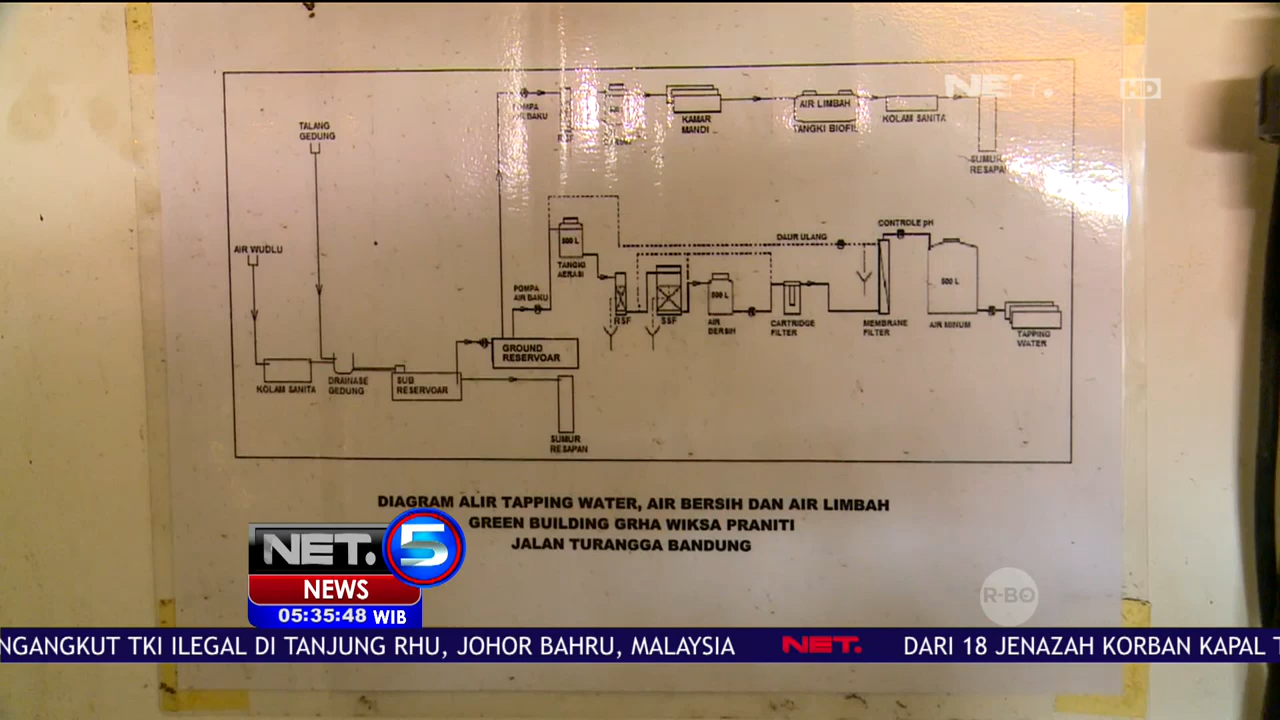 NET.
HD
TALANG
GEDUNG
POMPA
AIR BAKU
KAMAR
MANDI
AIR LIMBAH
TANGKI BIOFIL
KOLAM SANITA
SUMUR
RESAPAN
AIR WUDLU
500 L
TANGKI
AERASI
DAUR ULANG
CONTROLE pH
POMPA
AIR BAKU
RSF
SSF
500 L
AIR
BERSIH
CARTRIDGE
FILTER
MEMBRANE
FILTER
500 L
AIR MINUM
TAPPING
WATER
GROUND
RESERVOAR
KOLAM SANITA
DRAINASE
GEDUNG
SUB
RESERVOAR
SUMUR
RESAPAN
DIAGRAM ALIR TAPPING WATER, AIR BERSIH DAN AIR LIMBAH
GREEN BUILDING GRHA WIKSA PRANITI
JALAN TURANGGA BANDUNG
NET. 5
NEWS
05:35:48 WIB
R-BO
NGANGKUT TKI ILEGAL DI TANJUNG RHU, JOHOR BAHRU, MALAYSIA NET. DARI 18 JENAZAH KORBAN KAPAL T